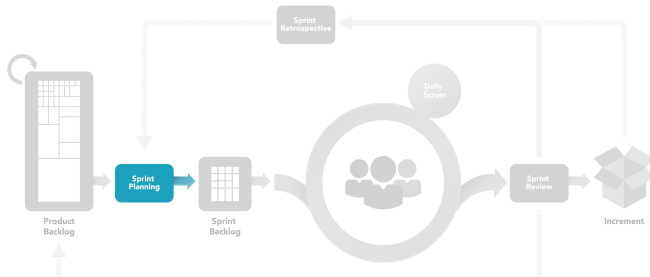 Sprint
Retrospective
Daily
Scrum
Sprint
Planning
Sprint
Review
Product
Backlog
Sprint
Backlog
Increment